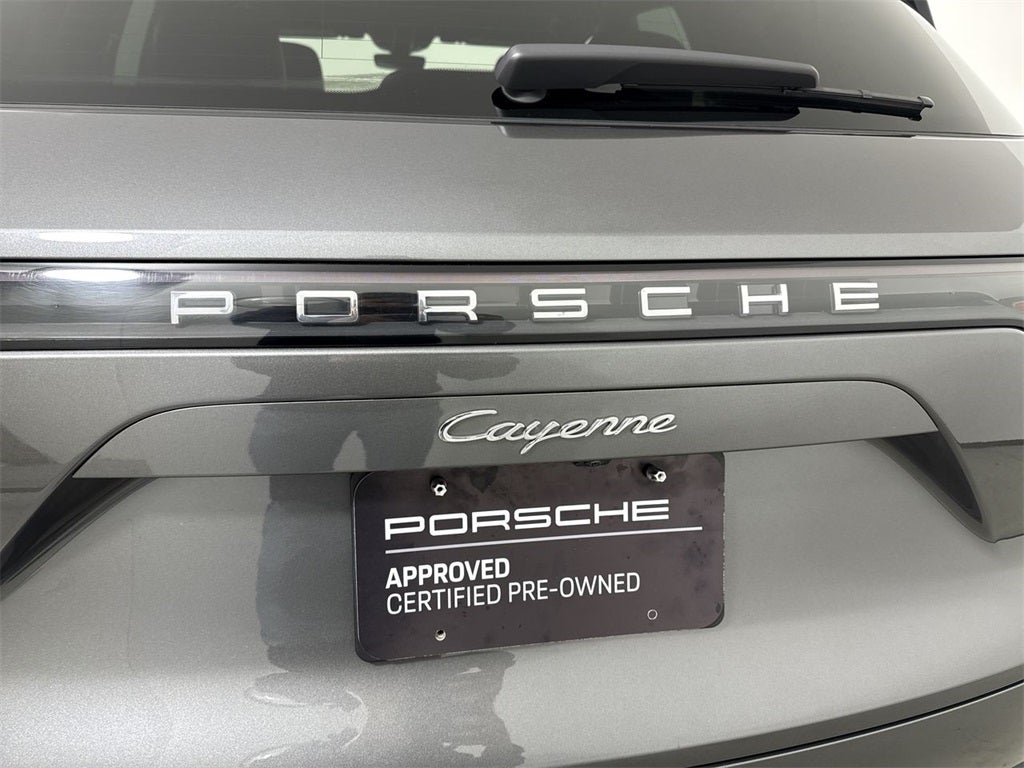 PORSCHE
Cayenne
PORSCHE
APPROVED
CERTIFIED PRE-OWNED